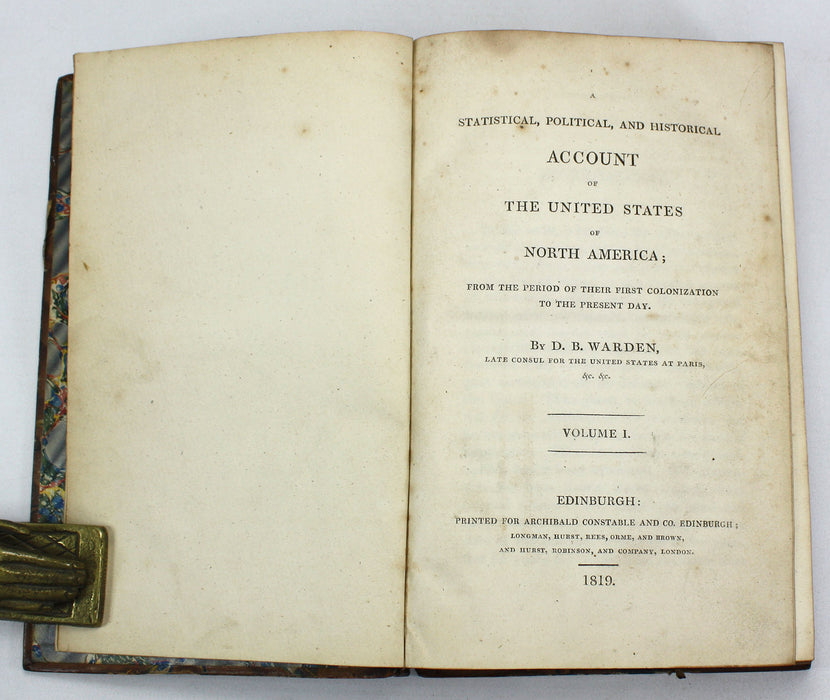 A
STATISTICAL, POLITICAL, AND HISTORICAL
ACCOUNT
OF
THE UNITED STATES
OF
NORTH AMERICA;
FROM THE PERIOD OF THEIR FIRST COLONIZATION
TO THE PRESENT DAY.
BY D. B. WARDEN,
LATE CONSUL FOR THE UNITED STATES AT PARIS,
&c. &c.
VOLUME I.
EDINBURGH:
PRINTED FOR ARCHIBALD CONSTABLE AND CO. EDINBURGH;
LONGMAN, HURST, REES, ORME, AND BROWN,
AND HURST, ROBINSON, AND COMPANY, LONDON.
1819.